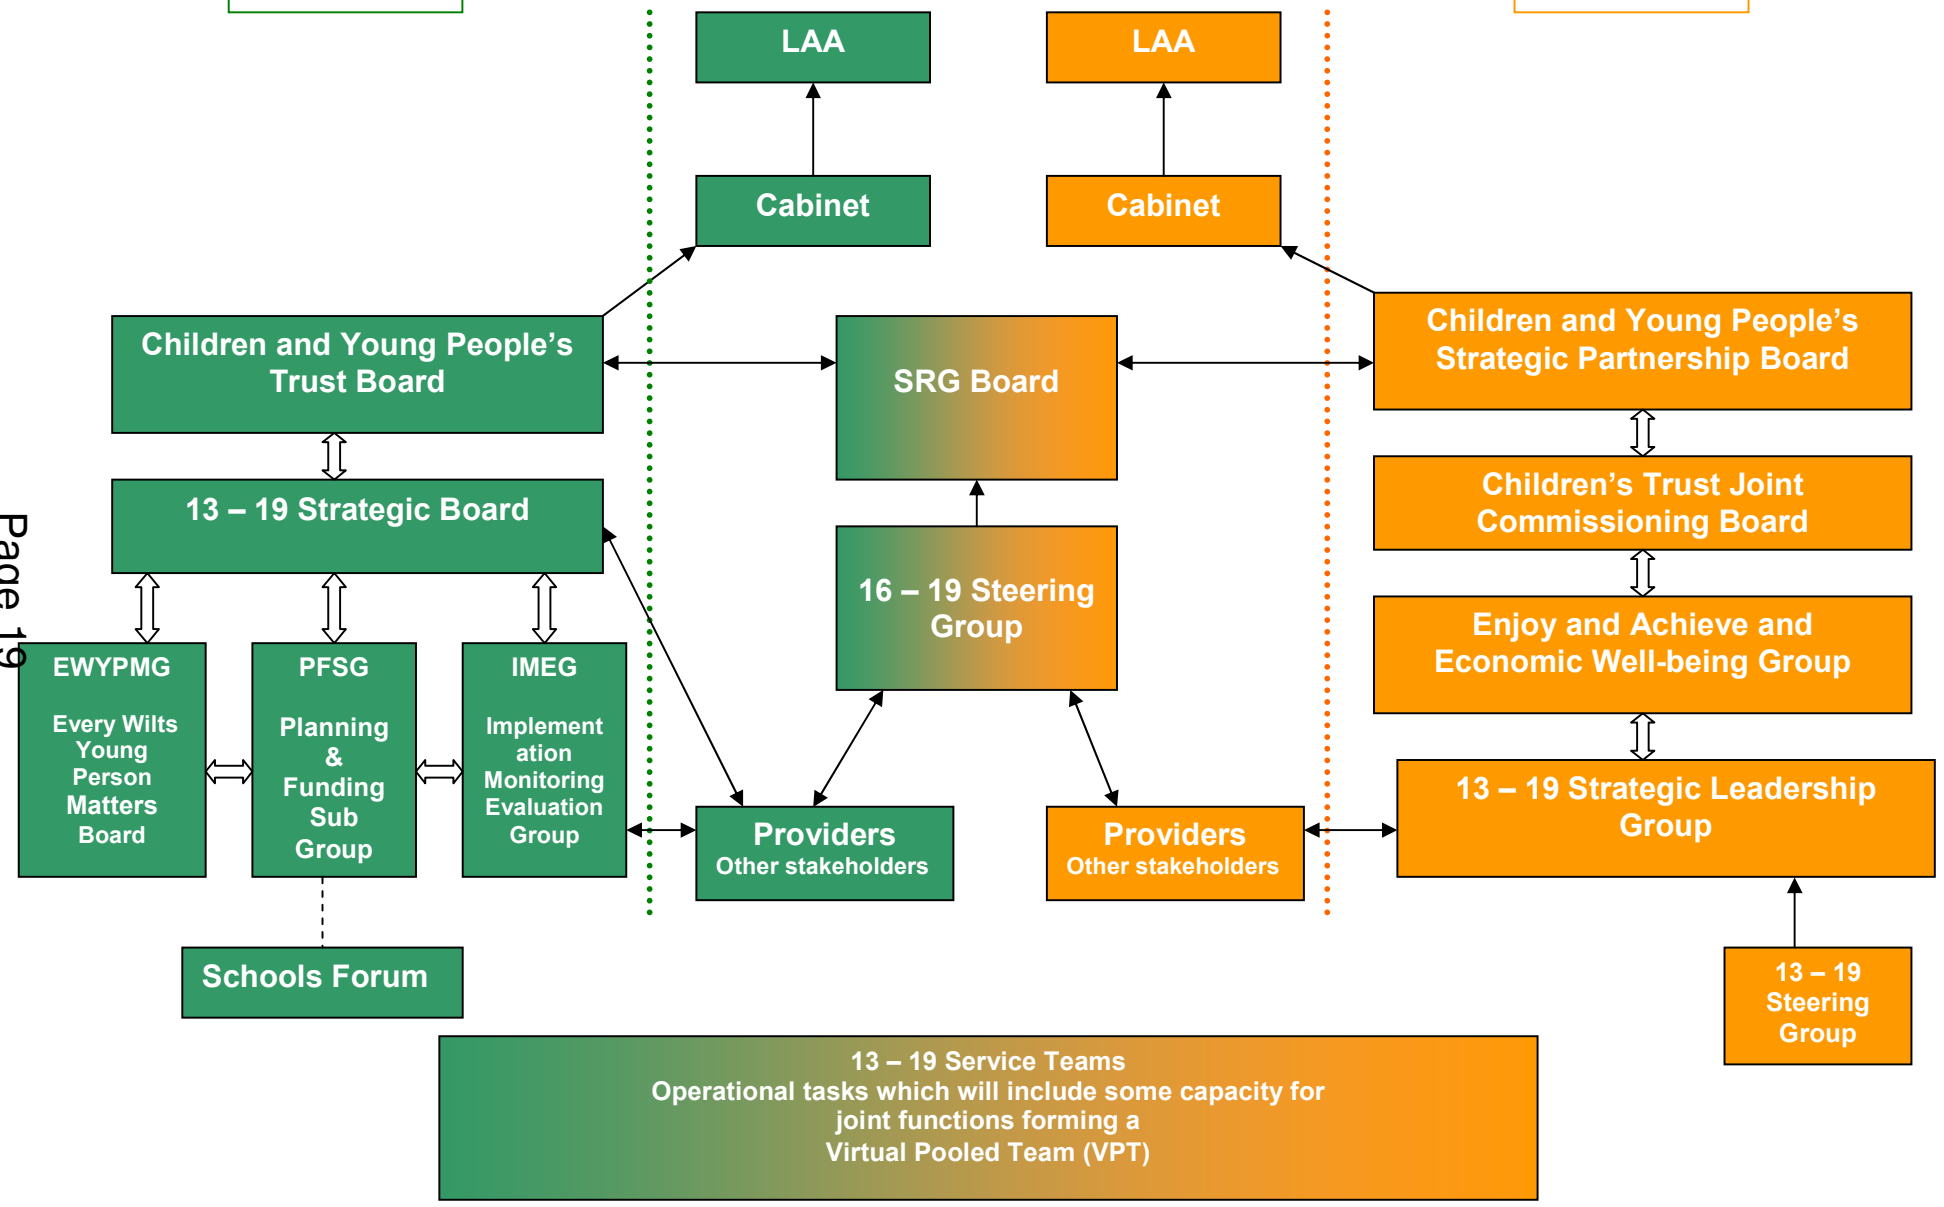 LAA
LAA
Cabinet
Cabinet
Children and Young People’s
Trust Board
SRG Board
Children and Young People’s
Strategic Partnership Board
13 – 19 Strategic Board
Children’s Trust Joint
Commissioning Board
16 – 19 Steering
Group
Enjoy and Achieve and
Economic Well-being Group
Page 19
EWYPMG
Every Wilts
Young
Person
Matters
Board
PFSG
Planning
&
Funding
Sub
Group
IMEG
Implement
ation
Monitoring
Evaluation
Group
Providers
Other stakeholders
Providers
Other stakeholders
13 – 19 Strategic Leadership
Group
Schools Forum
13 – 19
Steering
Group
13 – 19 Service Teams
Operational tasks which will include some capacity for
joint functions forming a
Virtual Pooled Team (VPT)